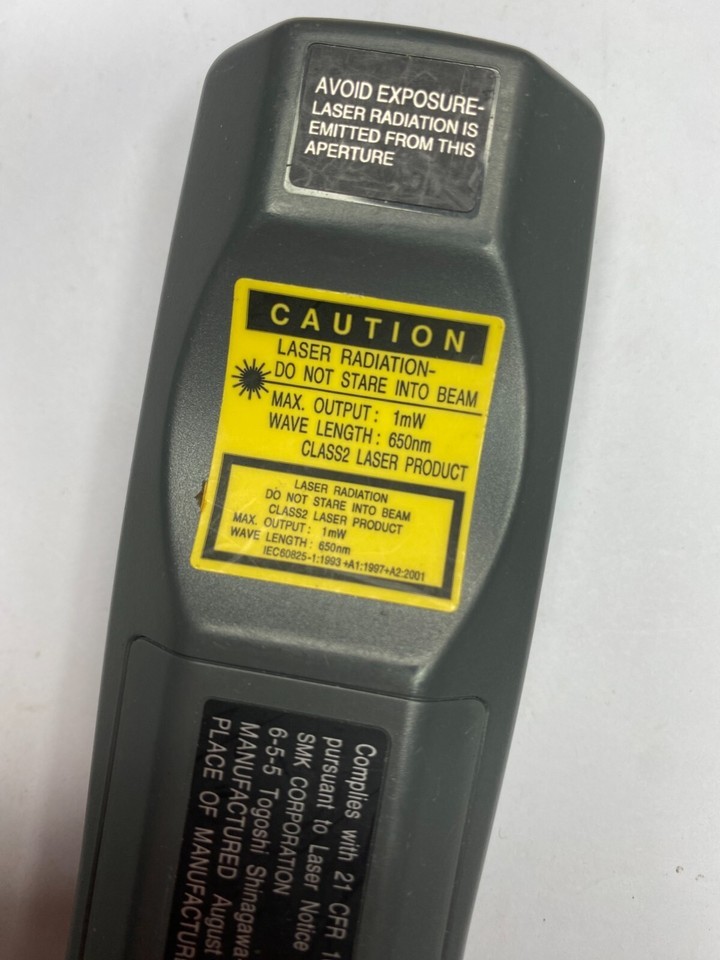 AVOID EXPOSURE-
LASER RADIATION IS
EMITTED FROM THIS
APERTURE
CAUTION
LASER RADIATION-
DO NOT STARE INTO BEAM
MAX. OUTPUT: 1mW
WAVE LENGTH: 650nm
CLASS2 LASER PRODUCT
LASER RADIATION
DO NOT STARE INTO BEAM
CLASS2 LASER PRODUCT
MAX. OUTPUT: 1mW
WAVE LENGTH: 650nm
IEC60825-1:1993+A1:1997+A2:2001
Complies with 21 CFR
pursuant to Laser Notice
SMK CORPORATION
6-5-5 Togoshi Shinagawa-
MANUFACTURED August
PLACE OF